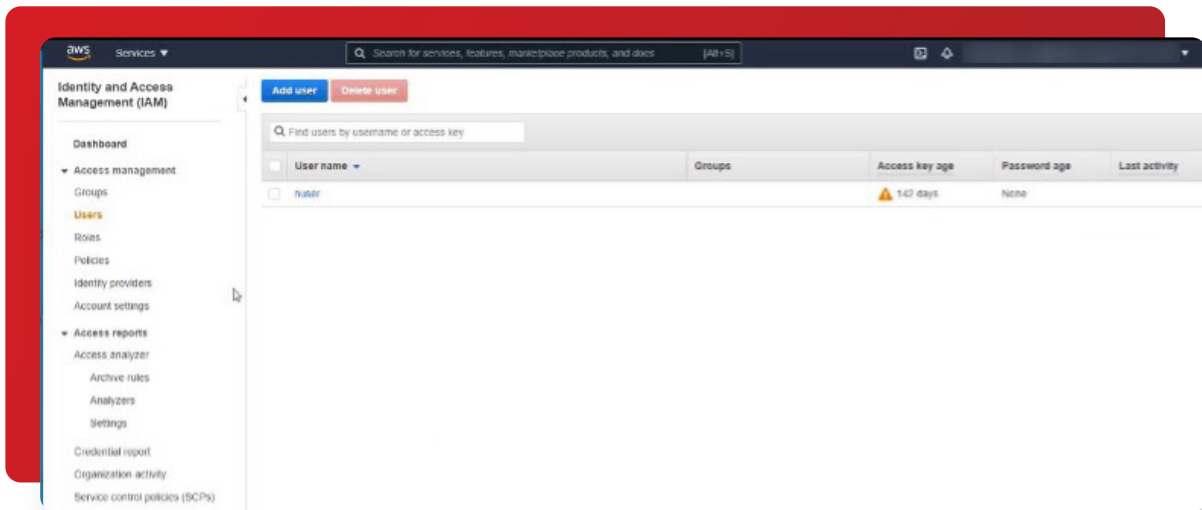 aws Services Search for services, features, marketplace products, and docs [Alt+S]
Identity and Access
Management (IAM)
Dashboard
Access management
Groups
Users
Roles
Policies
Identity providers
Account settings
Access reports
Access analyzer
Archive rules
Analyzers
Settings
Credential report
Organization activity
Service control policies (SCPs)
Add user Delete user
Find users by username or access key
User name Groups Access key age Password age Last activity
142 days None